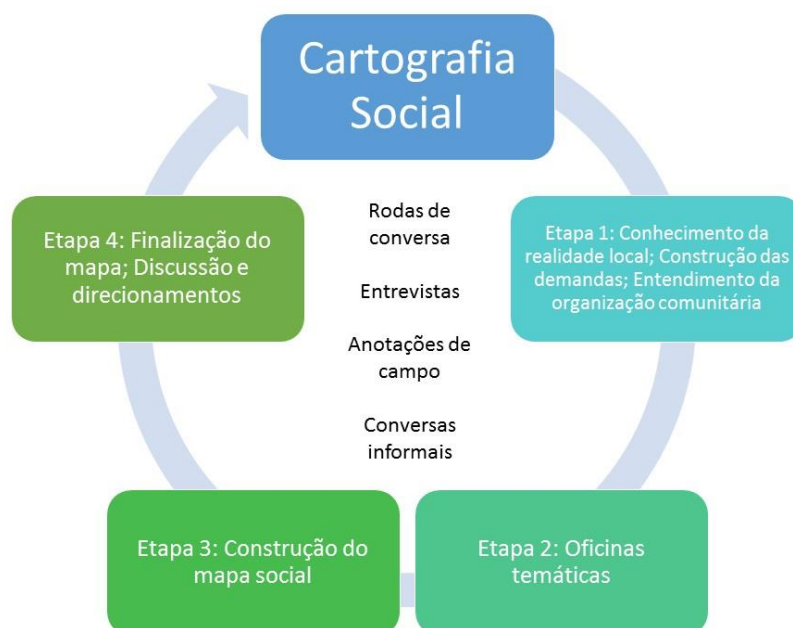 Cartografia
Social
Etapa 1: Conhecimento da
realidade local; Construção das
demandas; Entendimento da
organização comunitária
Etapa 2: Oficinas
temáticas
Etapa 3: Construção do
mapa social
Etapa 4: Finalização do
mapa; Discussão e
direcionamentos
Rodas de
conversa
Entrevistas
Anotações de
campo
Conversas
informais